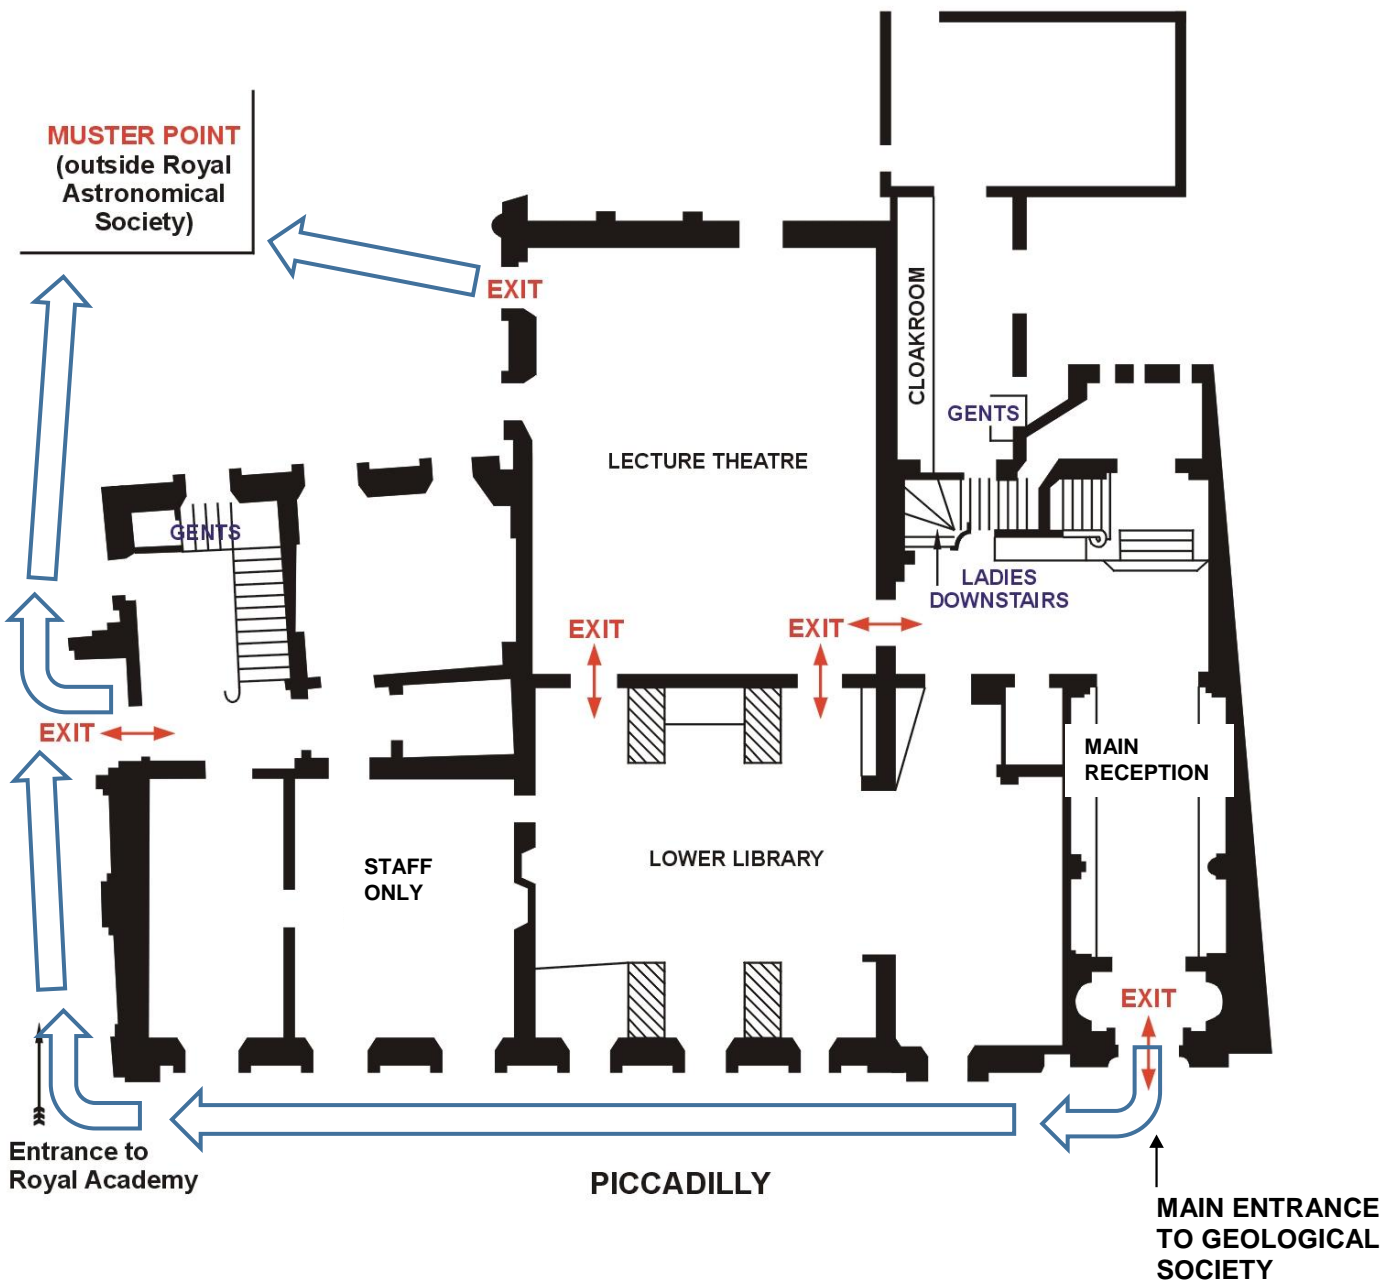 MUSTER POINT
(outside Royal
Astronomical
Society)
EXIT
CLOAKROOM
GENTS
LECTURE THEATRE
GENTS
LADIES
DOWNSTAIRS
EXIT
EXIT
EXIT
MAIN
RECEPTION
STAFF
ONLY
LOWER LIBRARY
EXIT
Entrance to
Royal Academy
PICCADILLY
MAIN ENTRANCE
TO GEOLOGICAL
SOCIETY